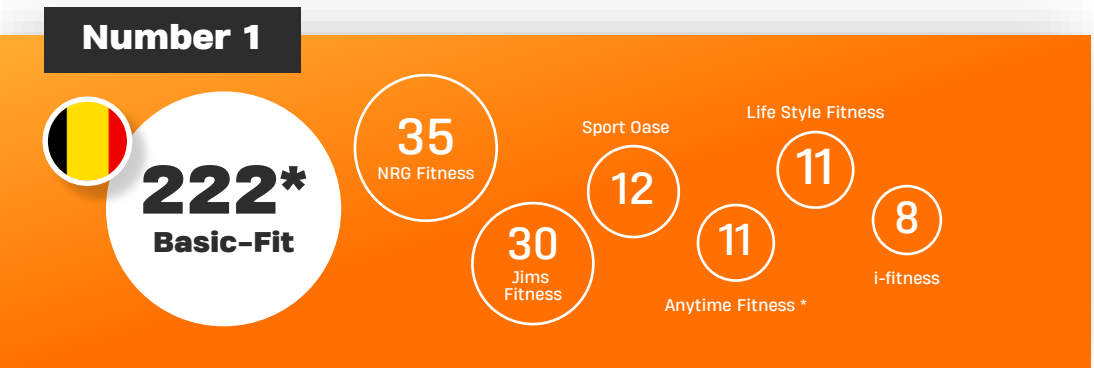 Number 1
222*
Basic-Fit
35
NRG Fitness
30
Jims
Fitness
Sport Oase
12
11
Anytime Fitness *
Life Style Fitness
11
8
i-fitness